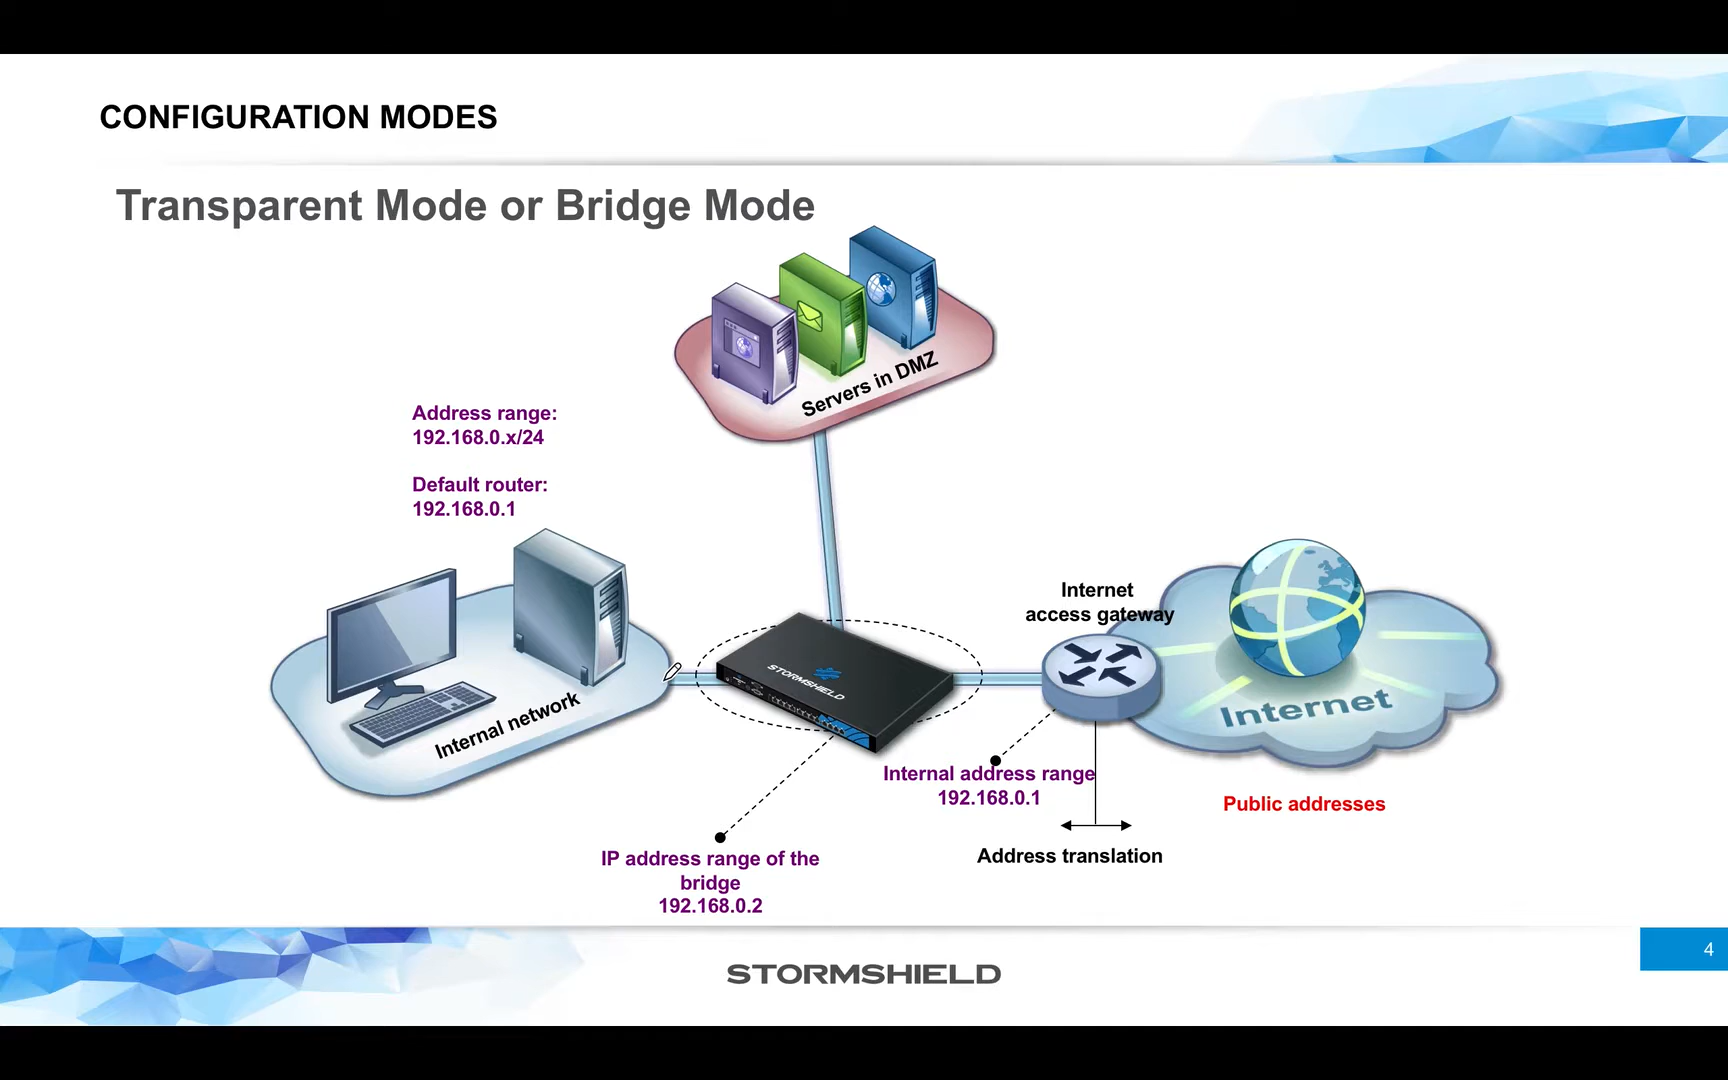 CONFIGURATION MODES
Transparent Mode or Bridge Mode
Servers in DMZ
Address range:
192.168.0.x/24
Default router:
192.168.0.1
Internal network
STORMSHIELD
Internet
access gateway
Internet
Internal address range
192.168.0.1
Public addresses
Address translation
IP address range of the
bridge
192.168.0.2
STORMSHIELD
4